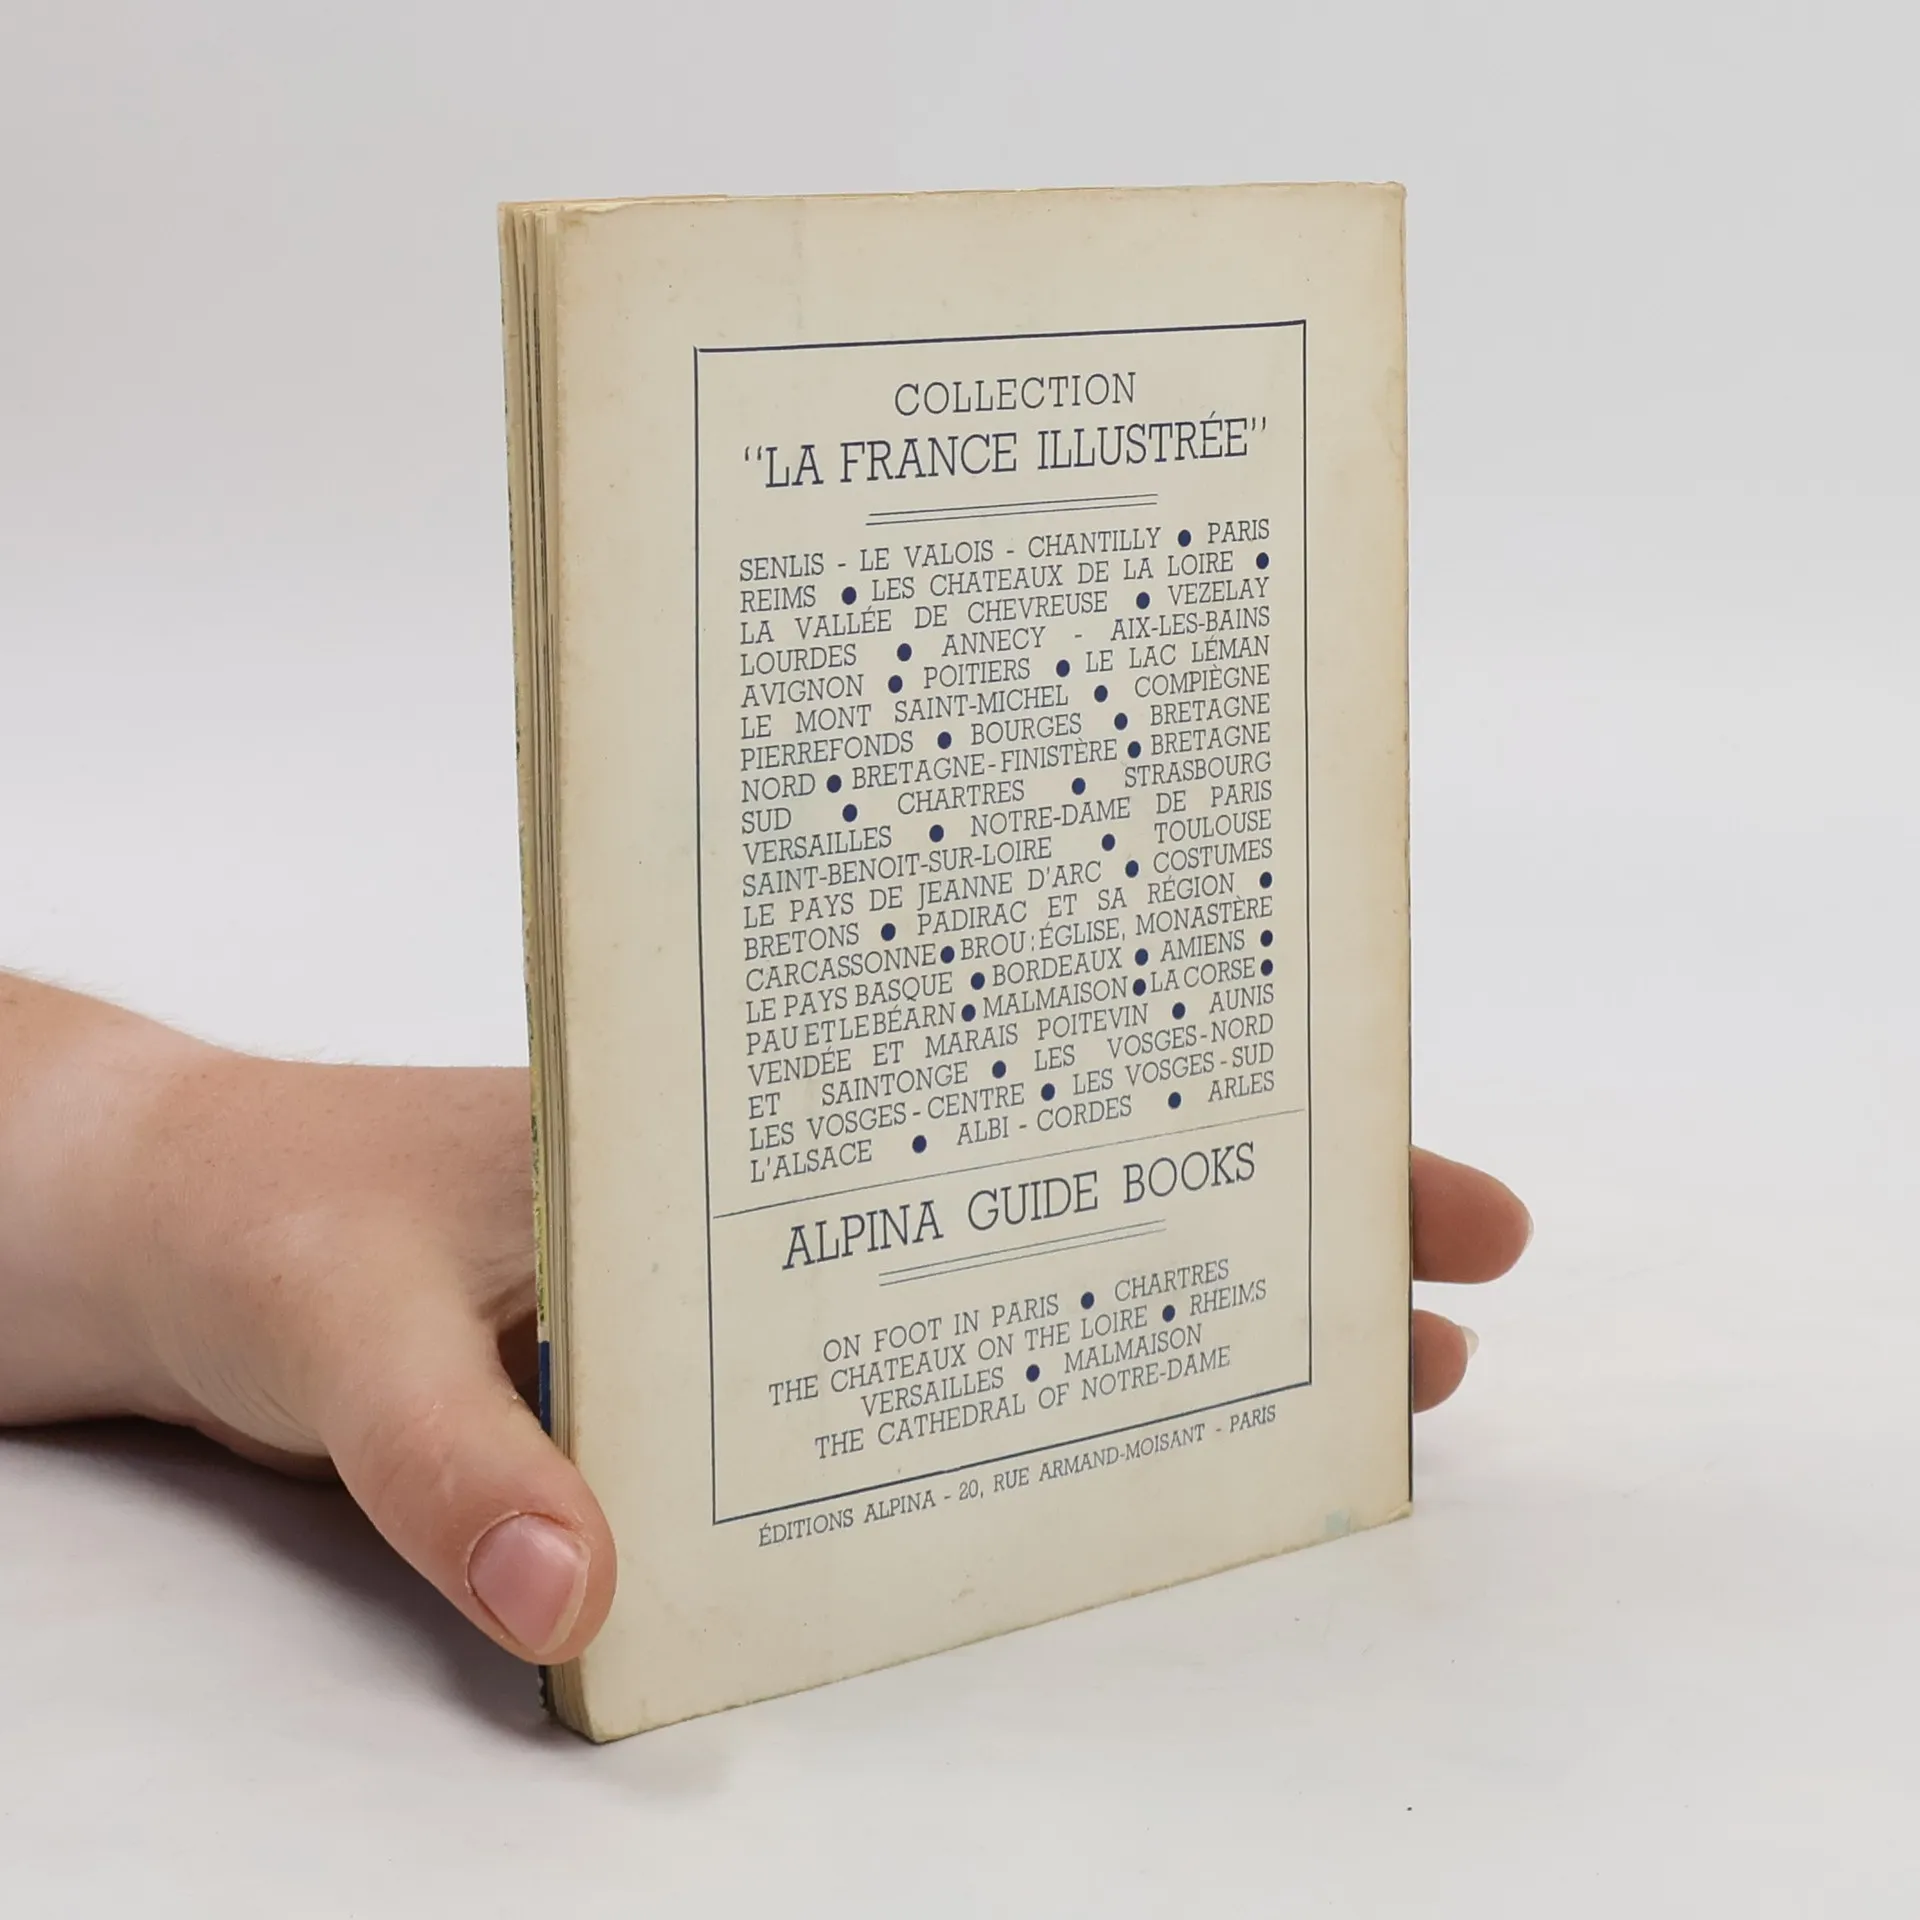 COLLECTION
"LA FRANCE ILLUSTRÉE"
SENLIS - LE VALOIS - CHANTILLY ● PARIS
REIMS ● LES CHATEAUX DE LA LOIRE ●
LA VALLÉE DE CHEVREUSE ● VEZELAY
LOURDES ● ANNECY - AIX-LES-BAINS
AVIGNON ● POITIERS ● LE LAC LÉMAN
LE MONT SAINT-MICHEL ● COMPIÈGNE
PIERREFONDS ● BOURGES ● BRETAGNE
NORD ● BRETAGNE-FINISTÈRE ● BRETAGNE
SUD ● CHARTRES ● STRASBOURG
VERSAILLES ● NOTRE-DAME DE PARIS
SAINT-BENOIT-SUR-LOIRE ● TOULOUSE
LE PAYS DE JEANNE D'ARC ● COSTUMES
BRETONS ● PADIRAC ET SA RÉGION ●
CARCASSONNE ● BROU : ÉGLISE, MONASTÈRE
LE PAYS BASQUE ● BORDEAUX ● AMIENS ●
PAU ET LE BÉARN ● MALMAISON ● LA CORSE ●
VENDÉE ET MARAIS POITEVIN ● AUNIS
ET SAINTONGE ● LES VOSGES-NORD
LES VOSGES-CENTRE ● LES VOSGES-SUD
L'ALSACE ● ALBI - CORDES ● ARLES
ALPINA GUIDE BOOKS
ON FOOT IN PARIS ● CHARTRES
THE CHATEAUX ON THE LOIRE ● RHEIMS
VERSAILLES ● MALMAISON
THE CATHEDRAL OF NOTRE-DAME
ÉDITIONS ALPINA - 20, RUE ARMAND-MOISANT - PARIS